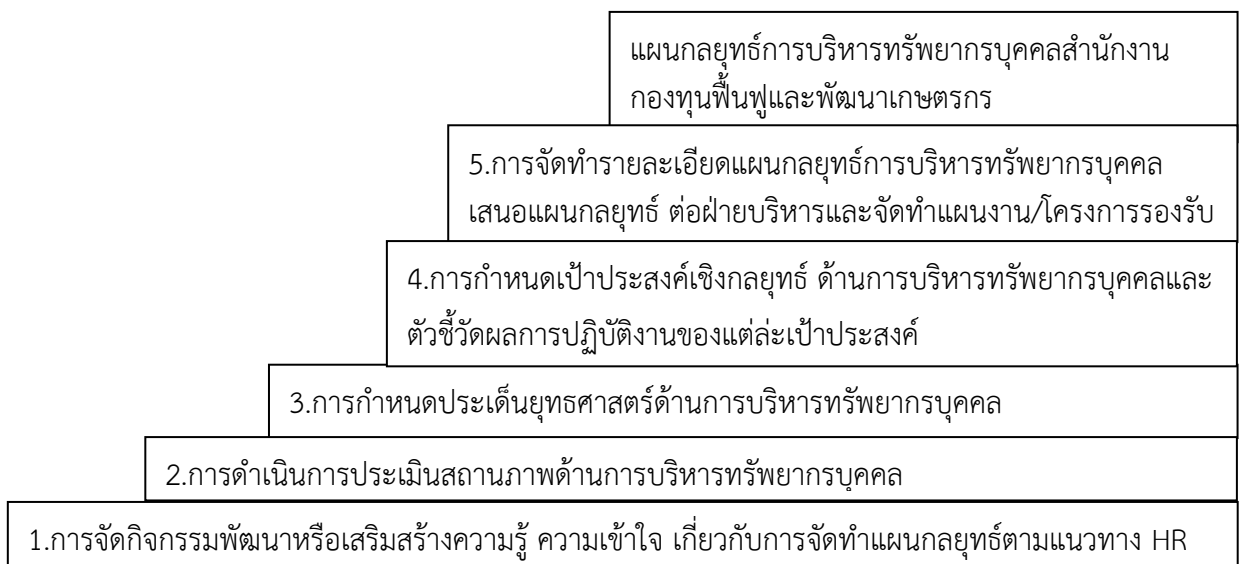 แผนกลยุทธ์การบริหารทรัพยากรบุคคลสำนักงาน
กองทุนฟื้นฟูและพัฒนาเกษตรกร
5.การจัดทำรายละเอียดแผนกลยุทธ์การบริหารทรัพยากรบุคคล
เสนอแผนกลยุทธ์ ต่อฝ่ายบริหารและจัดทำแผนงาน/โครงการรองรับ
4.การกำหนดเป้าประสงค์เชิงกลยุทธ์ ด้านการบริหารทรัพยากรบุคคลและ
ตัวชี้วัดผลการปฏิบัติงานของแต่ล่ะเป้าประสงค์
3.การกำหนดประเด็นยุทธศาสตร์ด้านการบริหารทรัพยากรบุคคล
2.การดำเนินการประเมินสถานภาพด้านการบริหารทรัพยากรบุคคล
1.การจัดกิจกรรมพัฒนาหรือเสริมสร้างความรู้ ความเข้าใจ เกี่ยวกับการจัดทำแผนกลยุทธ์ตามแนวทาง HR